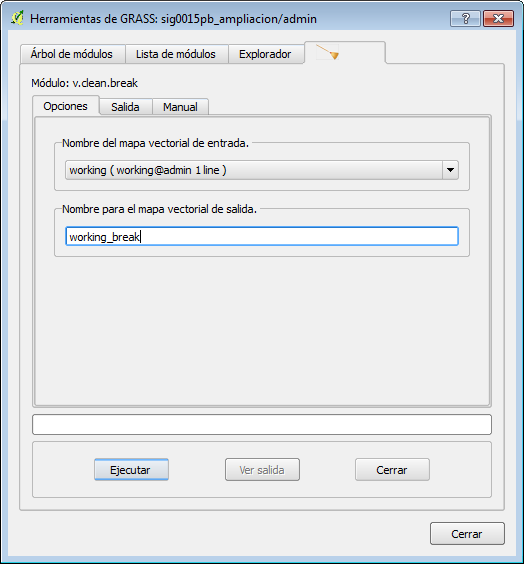 Herramientas de GRASS: sig0015pb_ampliacion/admin
Árbol de módulos Lista de módulos Explorador
Módulo: v.clean.break
Opciones Salida Manual
Nombre del mapa vectorial de entrada.
working ( working@admin 1 line )
Nombre para el mapa vectorial de salida.
working_break
Ejecutar Ver salida Cerrar
Cerrar